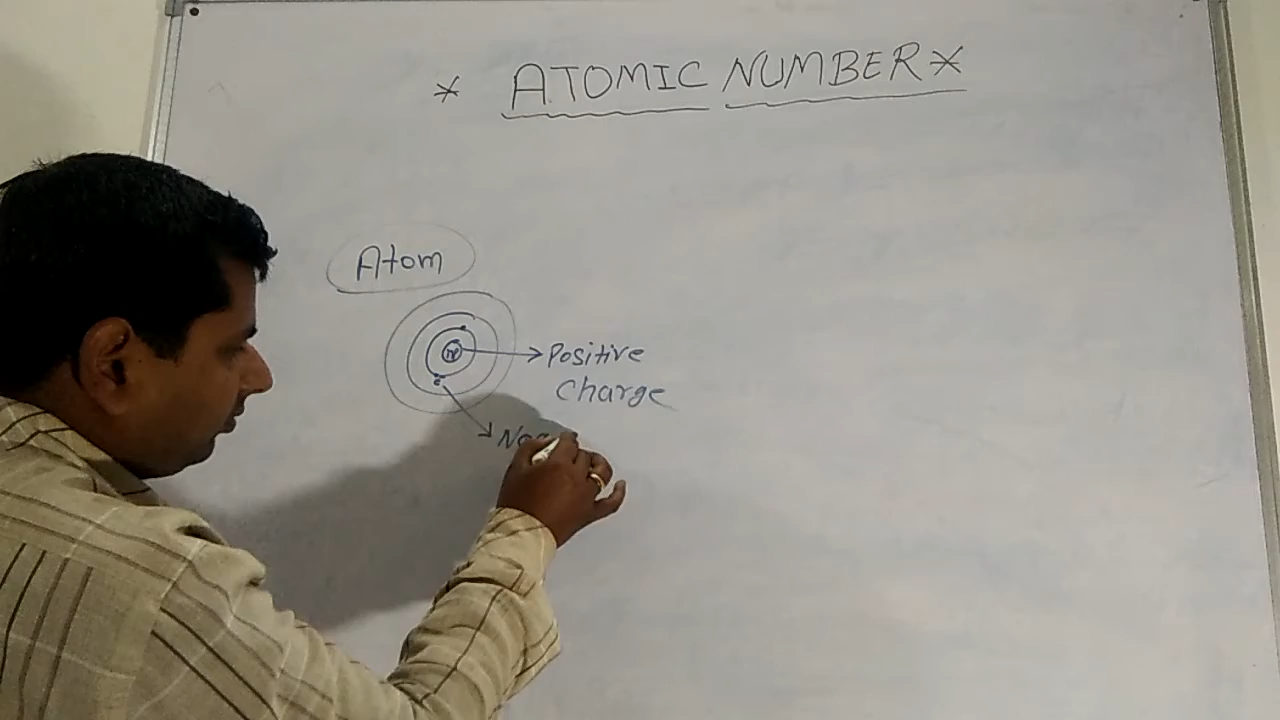 * ATOMIC NUMBER *
Atom
N
Positive
Charge
e